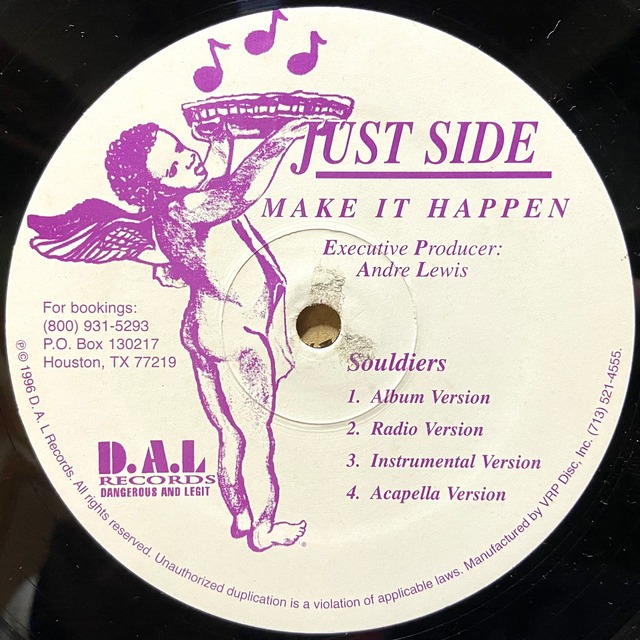 JUST SIDE
MAKE IT HAPPEN
Executive Producer:
Andre Lewis
For bookings:
(800) 931-5293
P.O. Box 130217
Houston, TX 77219
Souldiers
1. Album Version
2. Radio Version
3. Instrumental Version
4. Acapella Version
D.A.L
RECORDS
DANGEROUS AND LEGIT
℗ © 1996 D. A. L Records. All rights reserved. Unauthorized duplication is a violation of applicable laws. Manufactured by VRP Disc, Inc. (713) 521-4555.